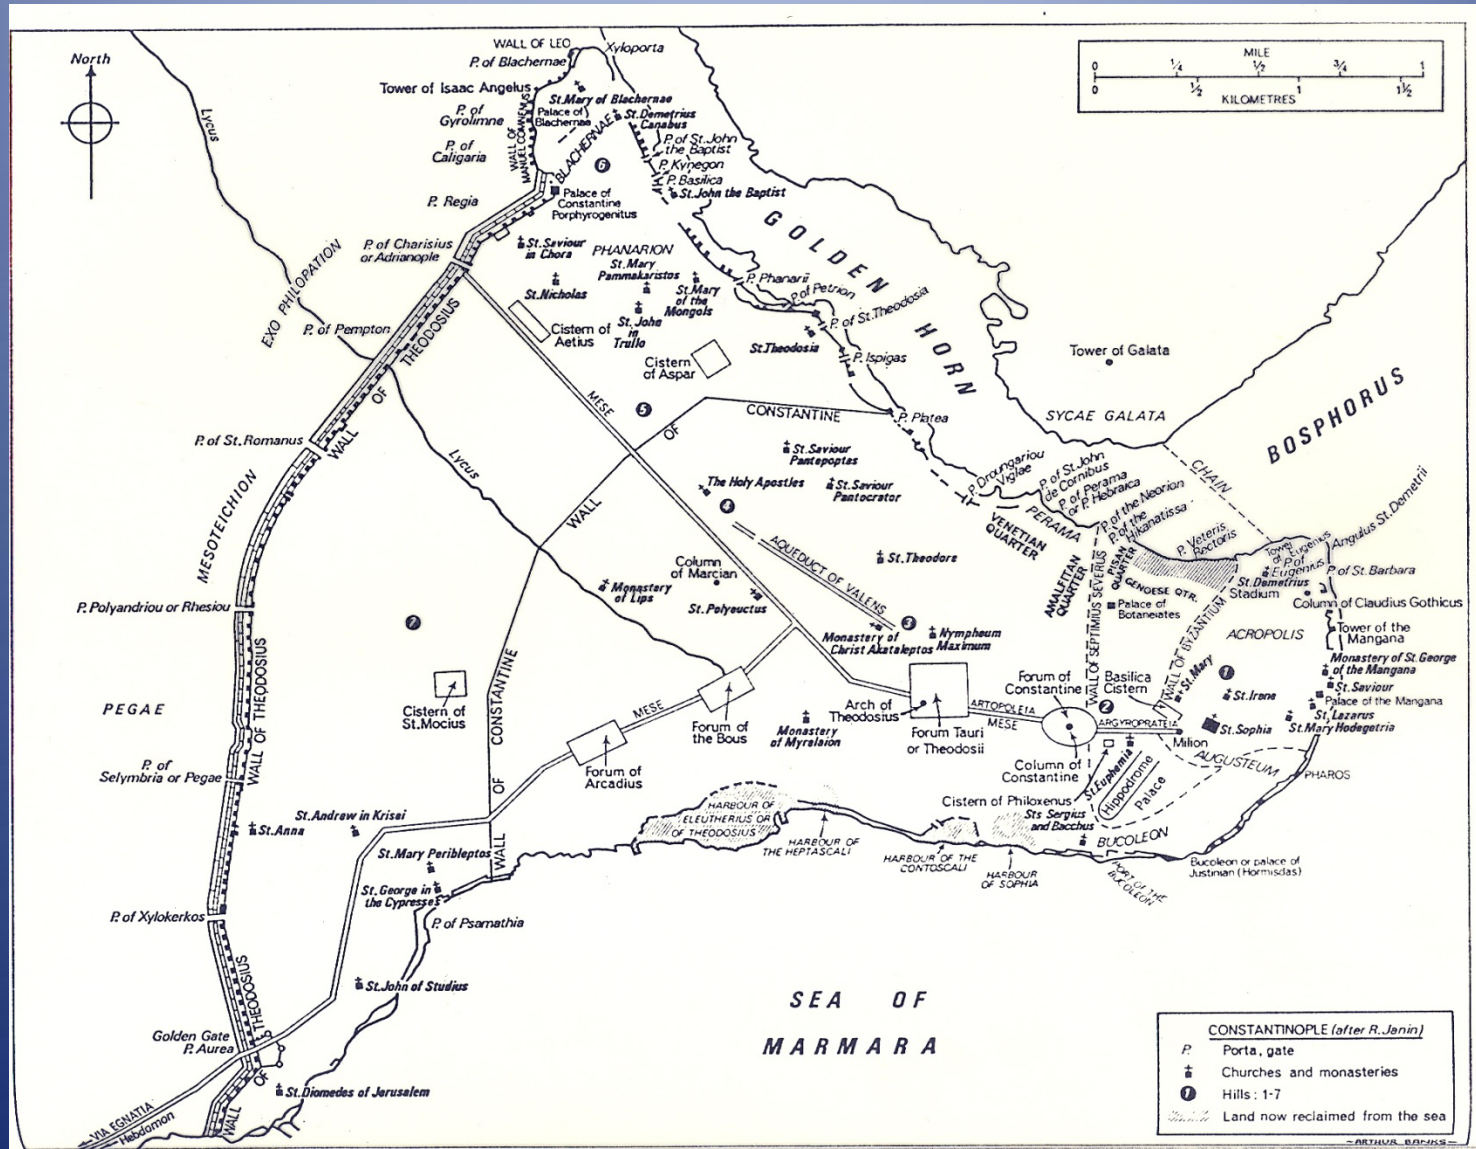 North
MILE
0 ¼ ½ ¾ 1
0 ½ 1 1½
KILOMETRES
WALL OF LEO
Xyloporta
P. of Blachernae
Tower of Isaac Angelus
St. Mary of Blachernae
P. of
Gyrolimne
Palace of
Blachernae
St. Demetrius
Canabus
WALL OF
MANUEL COMNENUS
BLACHERNAE
P. of St. John
the Baptist
P. of
Caligaria
P. Kynegon
6
P. Basilica
St. John the Baptist
P. Regia
Palace of
Constantine
Porphyrogenitus
Lycus
GOLDEN HORN
P. of Charisius
or Adrianople
St. Saviour
in Chora
PHANARION
St. Mary
Pammakaristos
EXO PHILOPATION
St. Nicholas
St. Mary
of the
Mongols
P. Phanarii
P. of Petrion
P. of St. Theodosia
P. of Pempton
Cistern of
Aetius
St. John
in
Trullo
St. Theodosia
P. Ispigas
Cistern
of Aspar
Tower of Galata
WALL OF THEODOSIUS
MESE
5
WALL OF CONSTANTINE
P. Platea
SYCAE GALATA
BOSPHORUS
P. of St. Romanus
Lycus
St. Saviour
Pantepoptas
CHAIN
MESOTEICHION
The Holy Apostles
St. Saviour
Pantocrator
4
P. Droungariou
Viglae
P. of St. John
de Cornibus
P. of Perama
or P. Hebraica
PERAMA
P. of the Neorion
P. of the
Hikanatissa
VENETIAN
QUARTER
P. Veteris
Rectoris
Angulus St. Demetrii
AQUEDUCT OF VALENS
St. Theodore
AMALFITAN
QUARTER
WALL OF SEPTIMIUS SEVERUS
PISAN
QUARTER
GENOESE QTR.
Tower of Eugenius
P. of
Eugenius
P. of St. Barbara
St. Demetrius
Stadium
Column of Claudius Gothicus
Column
of Marcian
Monastery
of Lips
St. Polyeuctus
P. Polyandriou or Rhesiou
Palace of
Botaneiates
WALL OF BYZANTIUM
7
3
Monastery of
Christ Akataleptos
Nympheum
Maximum
ACROPOLIS
Tower of the
Mangana
Monastery of St. George
of the Mangana
St. Mary
1
St. Irene
St. Saviour
Palace of the Mangana
WALL OF THEODOSIUS
WALL OF CONSTANTINE
Forum of
Constantine
Basilica
Cistern
2
PEGAE
Cistern of
St. Mocius
MESE
Forum of
the Bous
Arch of
Theodosius
Forum Tauri
or Theodosii
ARTOPOLEIA
MESE
ARGYROPRATEIA
Milion
St. Sophia
St. Lazarus
St. Mary Hodegetria
Monastery
of Myralaion
Forum of
Arcadius
Column of
Constantine
St. Euphemia
Hippodrome
Palace
AUGUSTEUM
PHAROS
P. of
Selymbria or Pegae
HARBOUR OF
ELEUTHERIUS OR
OF THEODOSIUS
Cistern of Philoxenus
Sts Sergius
and Bacchus
St. Anna
St. Andrew in Krisei
HARBOUR OF
THE HEPTASCALI
HARBOUR OF THE
CONTOSCALI
HARBOUR
OF SOPHIA
BUCOLEON
PORT OF THE
BUCOLEON
Bucoleon or palace of
Justinian (Hormisdas)
St. Mary Peribleptos
St. George in
the Cypresses
P. of Xylokerkos
P. of Psamathia
St. John of Studius
SEA OF
MARMARA
Golden Gate
P. Aurea
WALL OF THEODOSIUS
St. Diomedes of Jerusalem
VIA EGNATIA
Hebdomon
CONSTANTINOPLE (after R. Janin)
P. Porta, gate
Churches and monasteries
1 Hills: 1-7
Land now reclaimed from the sea
ARTHUR BANKS